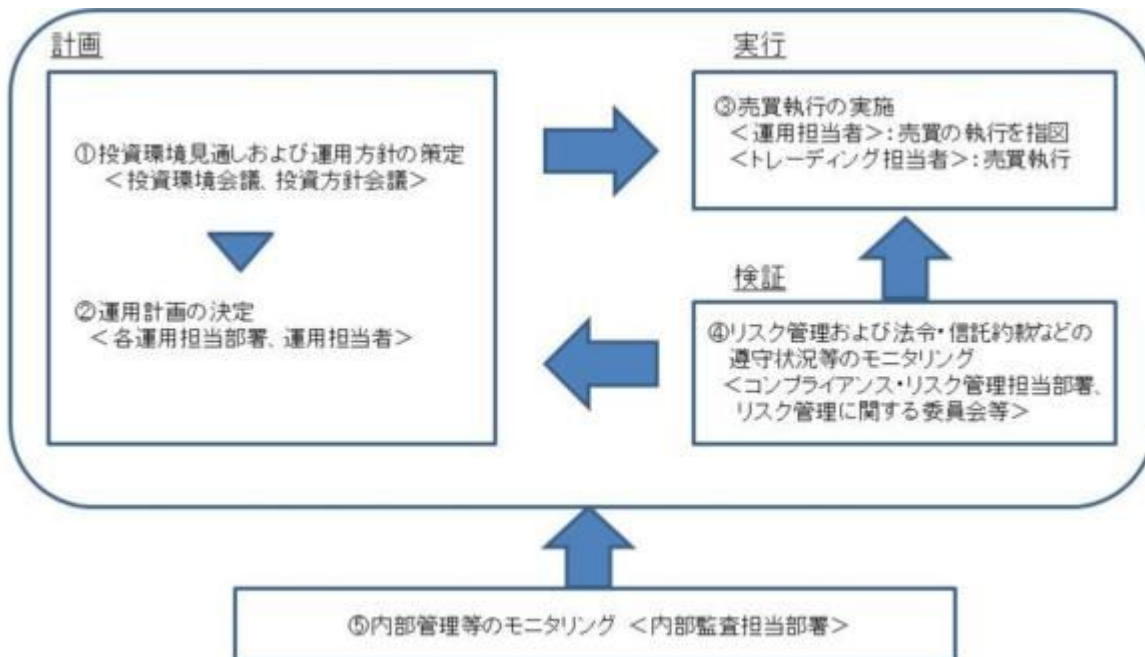 計画
①投資環境見通しおよび運用方針の策定
＜投資環境会議、投資方針会議＞
②運用計画の決定
＜各運用担当部署、運用担当者＞
実行
③売買執行の実施
＜運用担当者＞：売買の執行を指図
＜トレーディング担当者＞：売買執行
検証
④リスク管理および法令・信託約款などの
遵守状況等のモニタリング
＜コンプライアンス・リスク管理担当部署、
リスク管理に関する委員会等＞
⑤内部管理等のモニタリング ＜内部監査担当部署＞